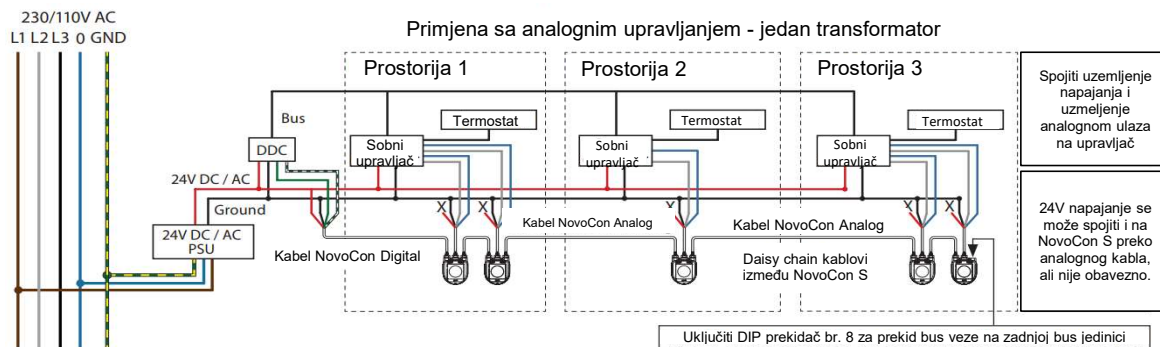 230/110V AC
L1 L2 L3 0 GND
Primjena sa analognim upravljanjem - jedan transformator
Prostorija 1
Prostorija 2
Prostorija 3
Bus
DDC
24V DC / AC
Ground
24V DC / AC
PSU
Kabel NovoCon Digital
Sobni
upravljač
Termostat
X
X
Kabel NovoCon Analog
Sobni
upravljač
Termostat
X
Kabel NovoCon Analog
Daisy chain kablovi
između NovoCon S
Sobni
upravljač
Termostat
X
X
Spojiti uzemljenje
napajanja i
uzmeljenje
analognom ulaza
na upravljač
24V napajanje se
može spojiti i na
NovoCon S preko
analognog kabla,
ali nije obavezno.
Uključiti DIP prekidač br. 8 za prekid bus veze na zadnjoj bus jedinici